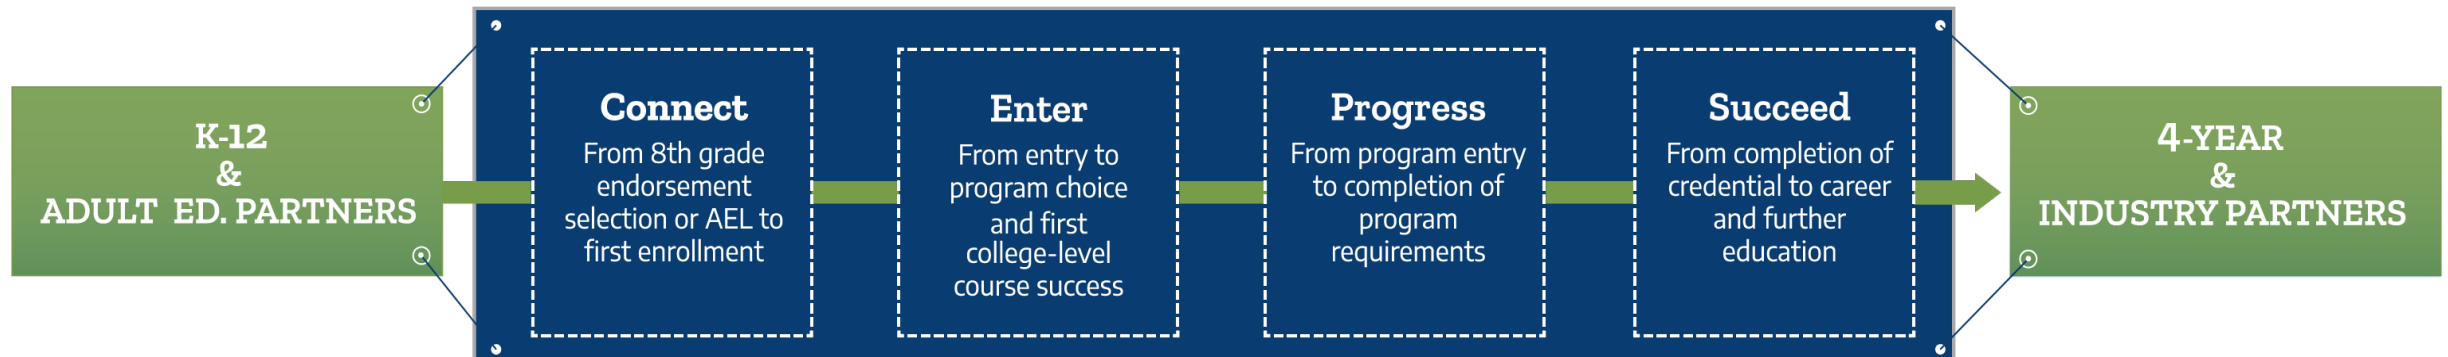 K-12
&
ADULT ED. PARTNERS
Connect
From 8th grade
endorsement
selection or AEL to
first enrollment
Enter
From entry to
program choice
and first
college-level
course success
Progress
From program entry
to completion of
program
requirements
Succeed
From completion of
credential to career
and further
education
4-YEAR
&
INDUSTRY PARTNERS